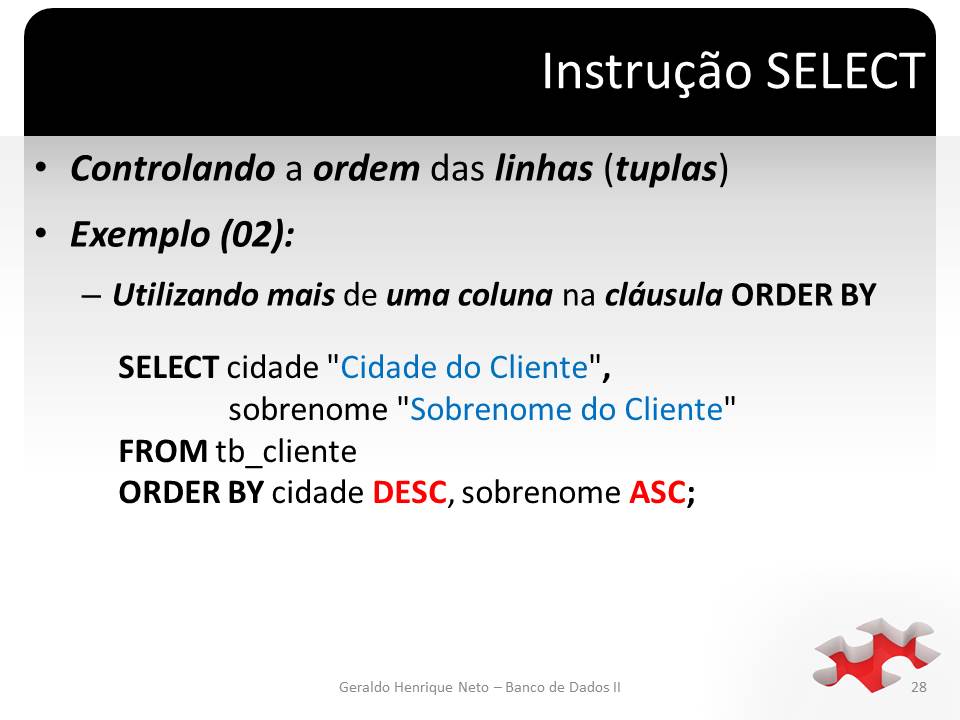 Instrução SELECT
• Controlando a ordem das linhas (tuplas)
• Exemplo (02):
– Utilizando mais de uma coluna na cláusula ORDER BY
SELECT cidade "Cidade do Cliente",
sobrenome "Sobrenome do Cliente"
FROM tb_cliente
ORDER BY cidade DESC, sobrenome ASC;
Geraldo Henrique Neto – Banco de Dados II
28